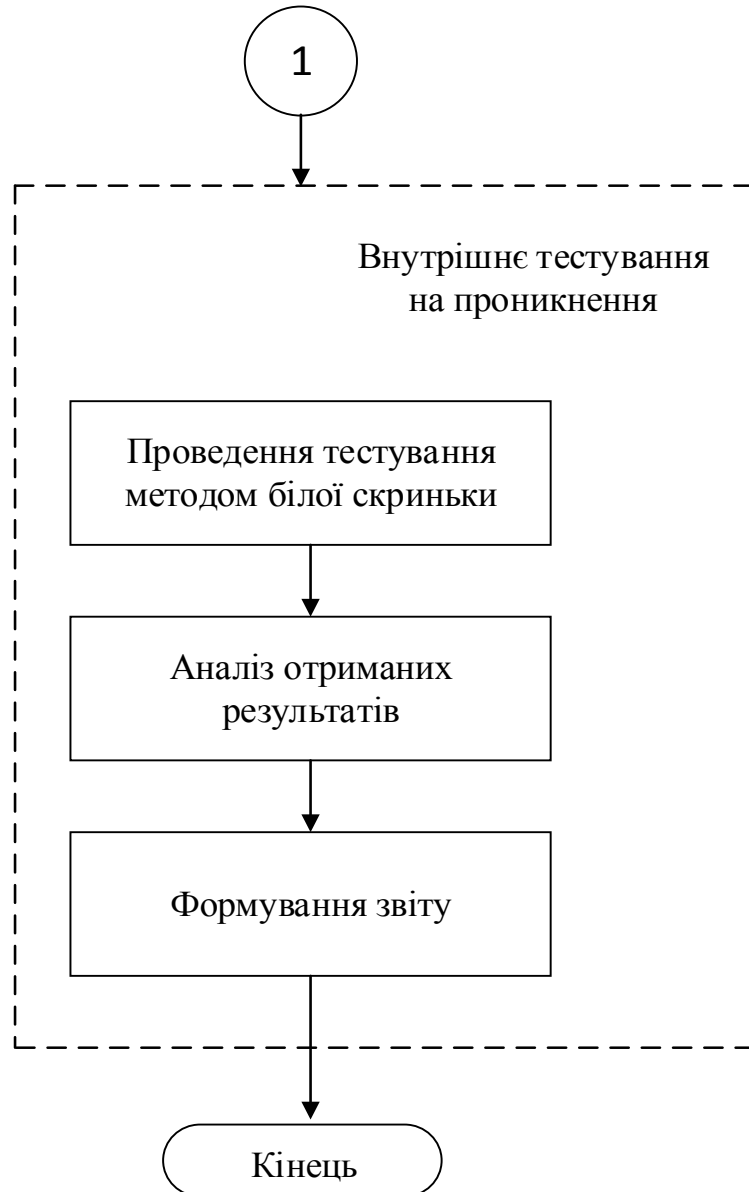 1
Внутрішнє тестування
на проникнення
Проведення тестування
методом білої скриньки
Аналіз отриманих
результатів
Формування звіту
Кінець